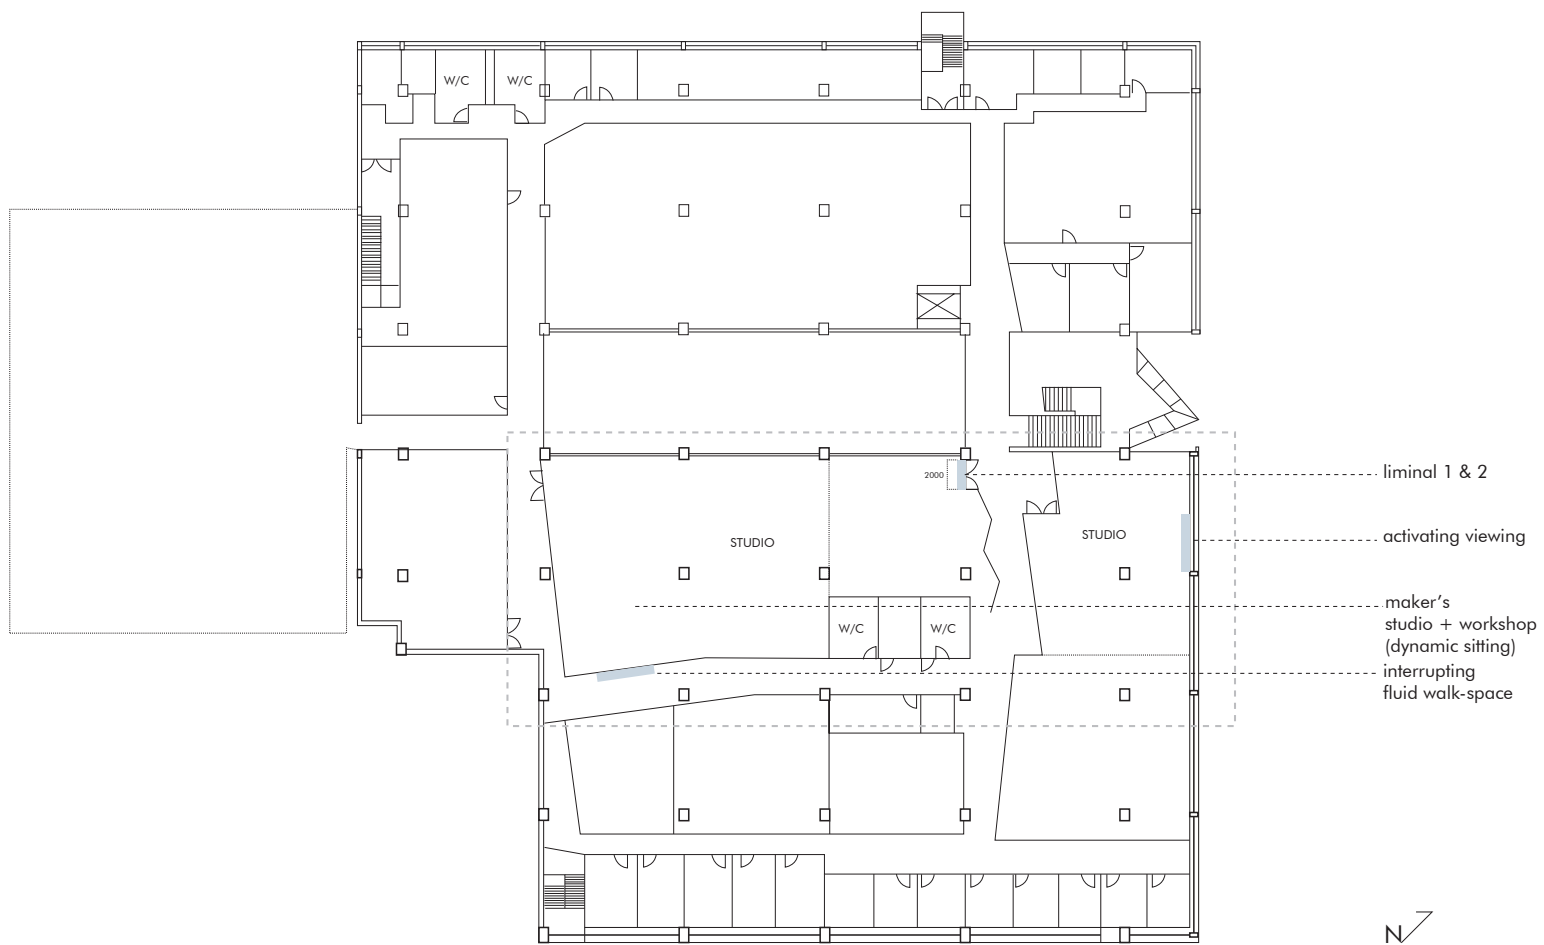 W/C
W/C
liminal 1 & 2
2000
activating viewing
STUDIO
STUDIO
maker's
studio + workshop
(dynamic sitting)
W/C
W/C
interrupting
fluid walk-space
N